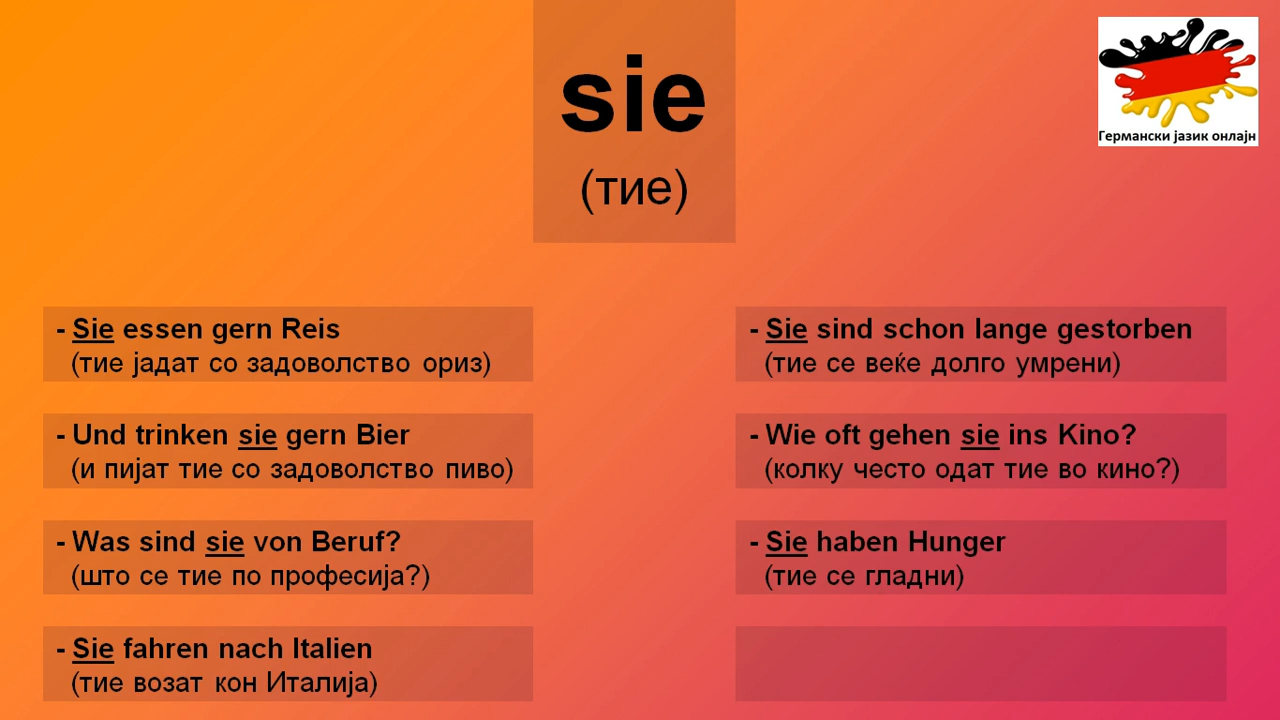 sie
(тие)
Германски јазик онлајн
- Sie essen gern Reis
(тие јадат со задоволство ориз)
- Und trinken sie gern Bier
(и пијат тие со задоволство пиво)
- Was sind sie von Beruf?
(што се тие по професија?)
- Sie fahren nach Italien
(тие возат кон Италија)
- Sie sind schon lange gestorben
(тие се веќе долго умрени)
- Wie oft gehen sie ins Kino?
(колку често одат тие во кино?)
- Sie haben Hunger
(тие се гладни)